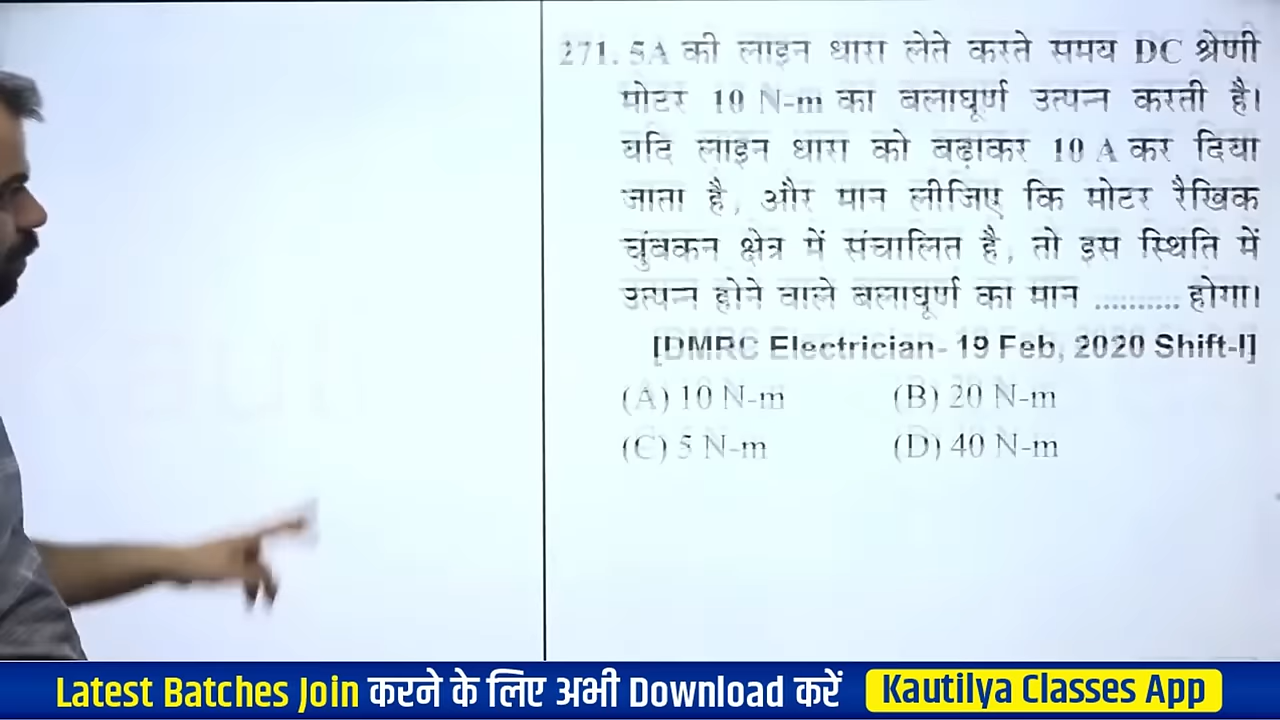 271. 5A की लाइन धारा लेते करते समय DC श्रेणी
मोटर 10 N-m का बलाघूर्ण उत्पन्न करती है।
यदि लाइन धारा को बढ़ाकर 10 A कर दिया
जाता है, और मान लीजिए कि मोटर रैखिक
चुंबकन क्षेत्र में संचालित है, तो इस स्थिति में
उत्पन्न होने वाले बलाघूर्ण का मान .......... होगा।
[DMRC Electrician- 19 Feb, 2020 Shift-I]
(A) 10 N-m (B) 20 N-m
(C) 5 N-m (D) 40 N-m
Latest Batches Join करने के लिए अभी Download करें Kautilya Classes App